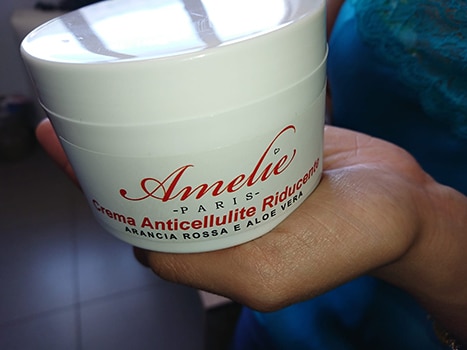 Amelie
-PARIS-
Crema Anticellulite Riducente
ARANCIA ROSSA E ALOE VERA